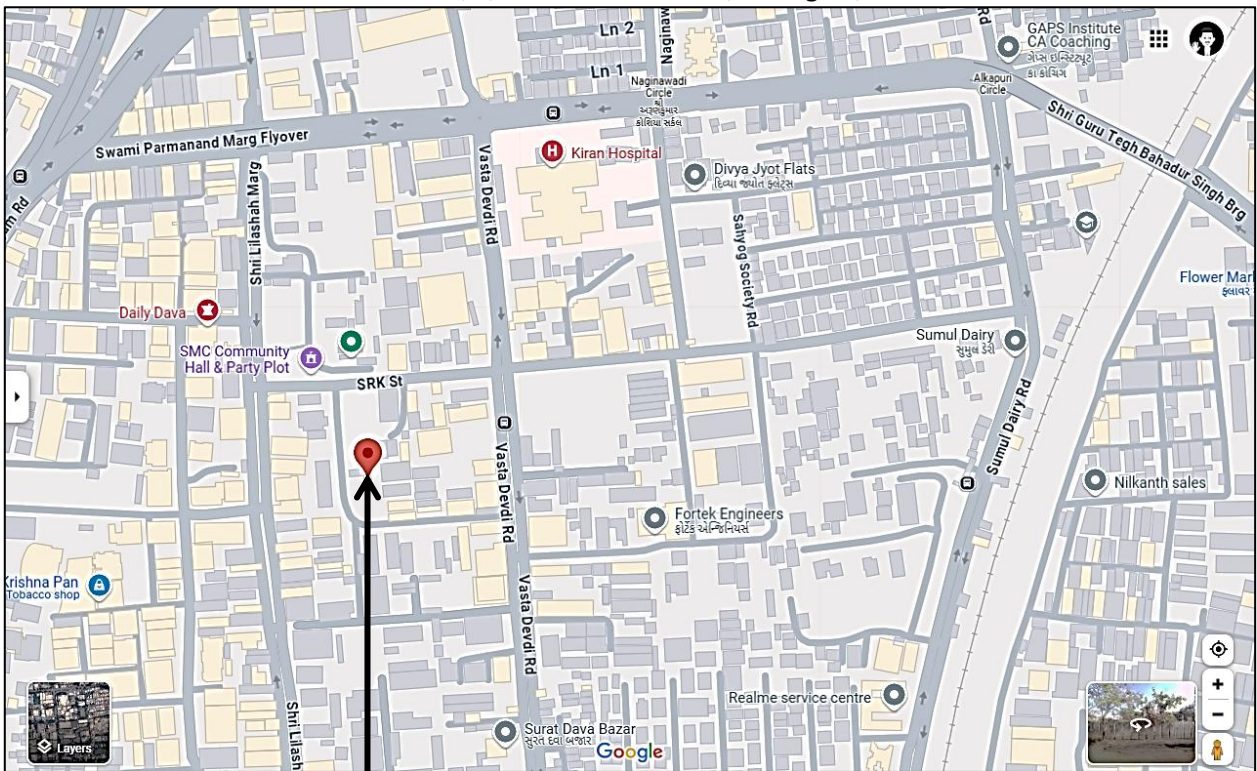 Ln 2
Ln 1
Naginawadi
Circle
GAPS Institute
CA Coaching
Alkapuri
Circle
Shri Guru Tegh Bahadur Singh Brg
Swami Parmanand Marg Flyover
Kiran Hospital
Divya Jyot Flats
દિવ્યા જ્યોત ફ્લેટ્સ
Vasta Devdi Rd
Shri Lilashah Marg
Sahyog Society Rd
Flower Mar
ફ્લાવર
Daily Dava
SMC Community
Hall & Party Plot
SRK St
Sumul Dairy
સુમુલ ડેરી
Sumul Dairy Rd
Vasta Devdi Rd
Nilkanth sales
Fortek Engineers
ફોર્ટેક એન્જિનિયર્સ
Krishna Pan
Tobacco shop
Vasta Devdi Rd
Realme service centre
Shri Lilash
Surat Dava Bazar
સુરત દવા બજાર
Google
Layers